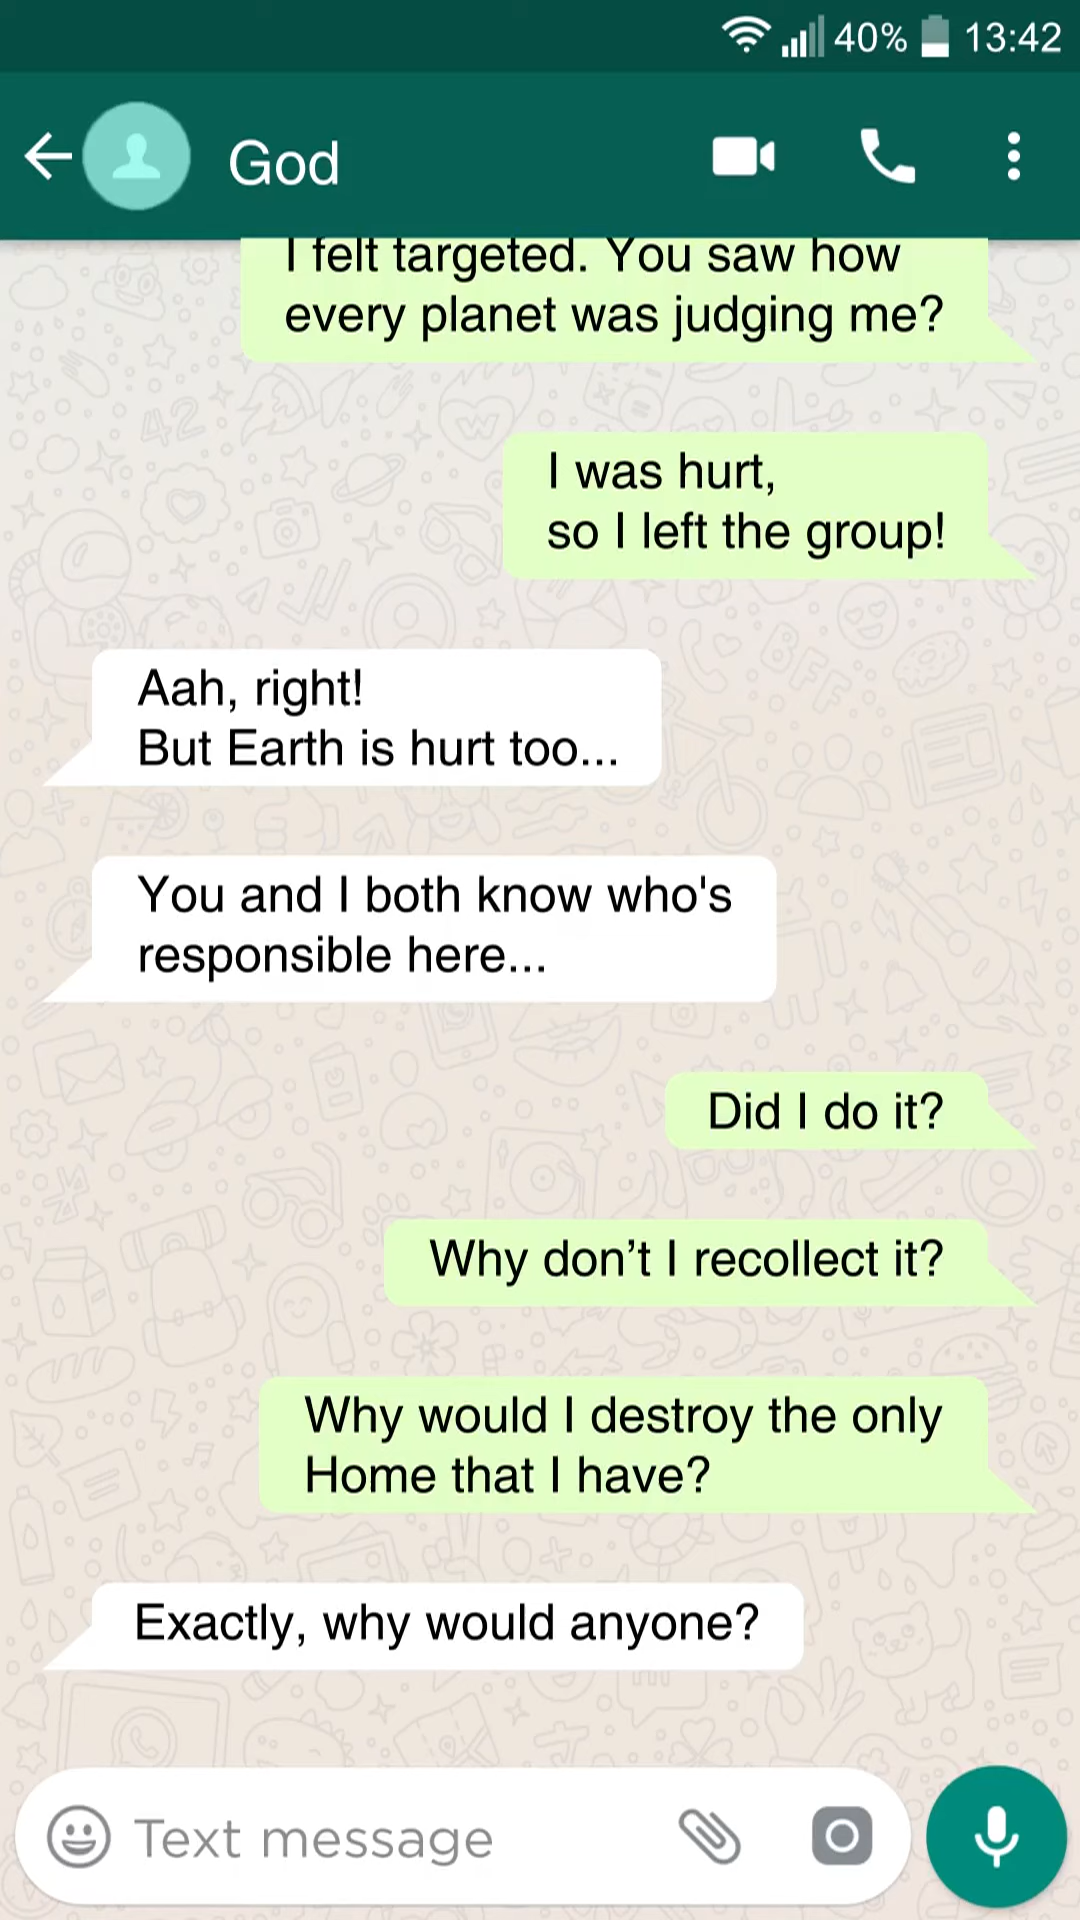 40% 13:42
God
I felt targeted. You saw how
every planet was judging me?
I was hurt,
so I left the group!
Aah, right!
But Earth is hurt too...
You and I both know who's
responsible here...
Did I do it?
Why don’t I recollect it?
Why would I destroy the only
Home that I have?
Exactly, why would anyone?
Text message